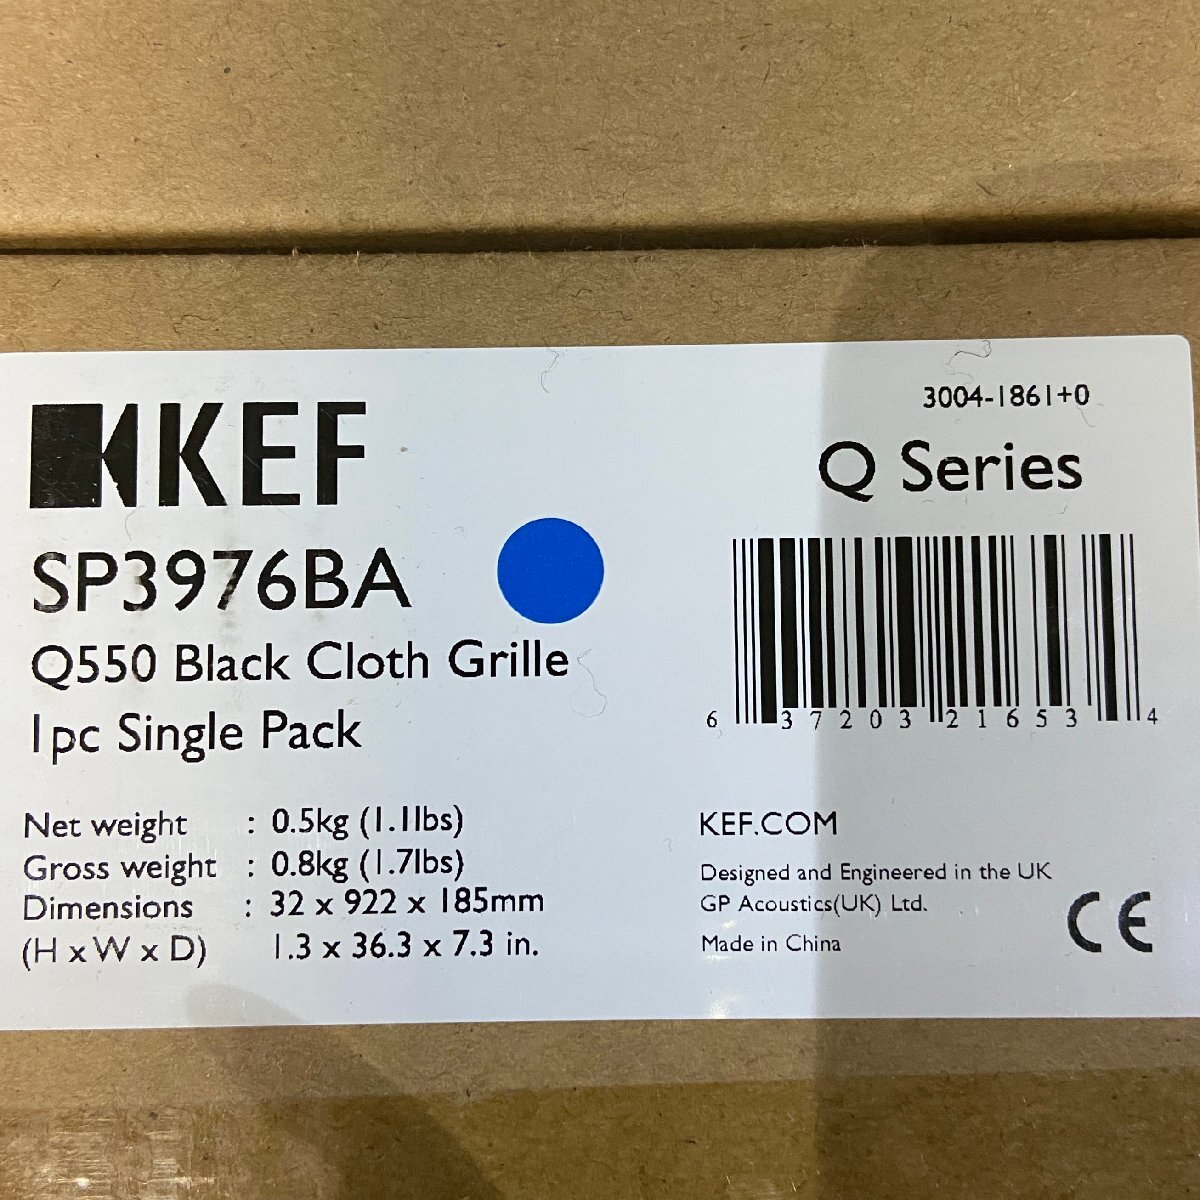 KEF
SP3976BA
Q550 Black Cloth Grille
1pc Single Pack
Net weight : 0.5kg (1.1lbs)
Gross weight : 0.8kg (1.7lbs)
Dimensions : 32 x 922 x 185mm
(H x W x D) 1.3 x 36.3 x 7.3 in.
3004-1861+0
Q Series
6 37203 21653 4
KEF.COM
Designed and Engineered in the UK
GP Acoustics(UK) Ltd.
Made in China
CE